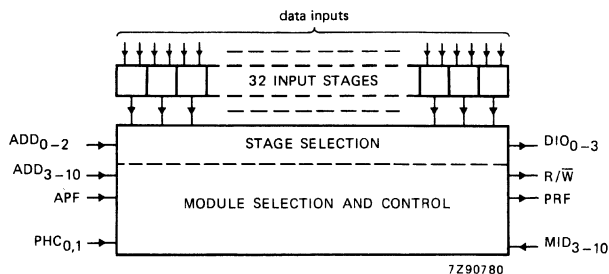 data inputs
32 INPUT STAGES
ADD0–2 STAGE SELECTION DIO0–3
ADD3–10 R/W̅
APF MODULE SELECTION AND CONTROL PRF
PHC0,1 MID3–10
7Z90780